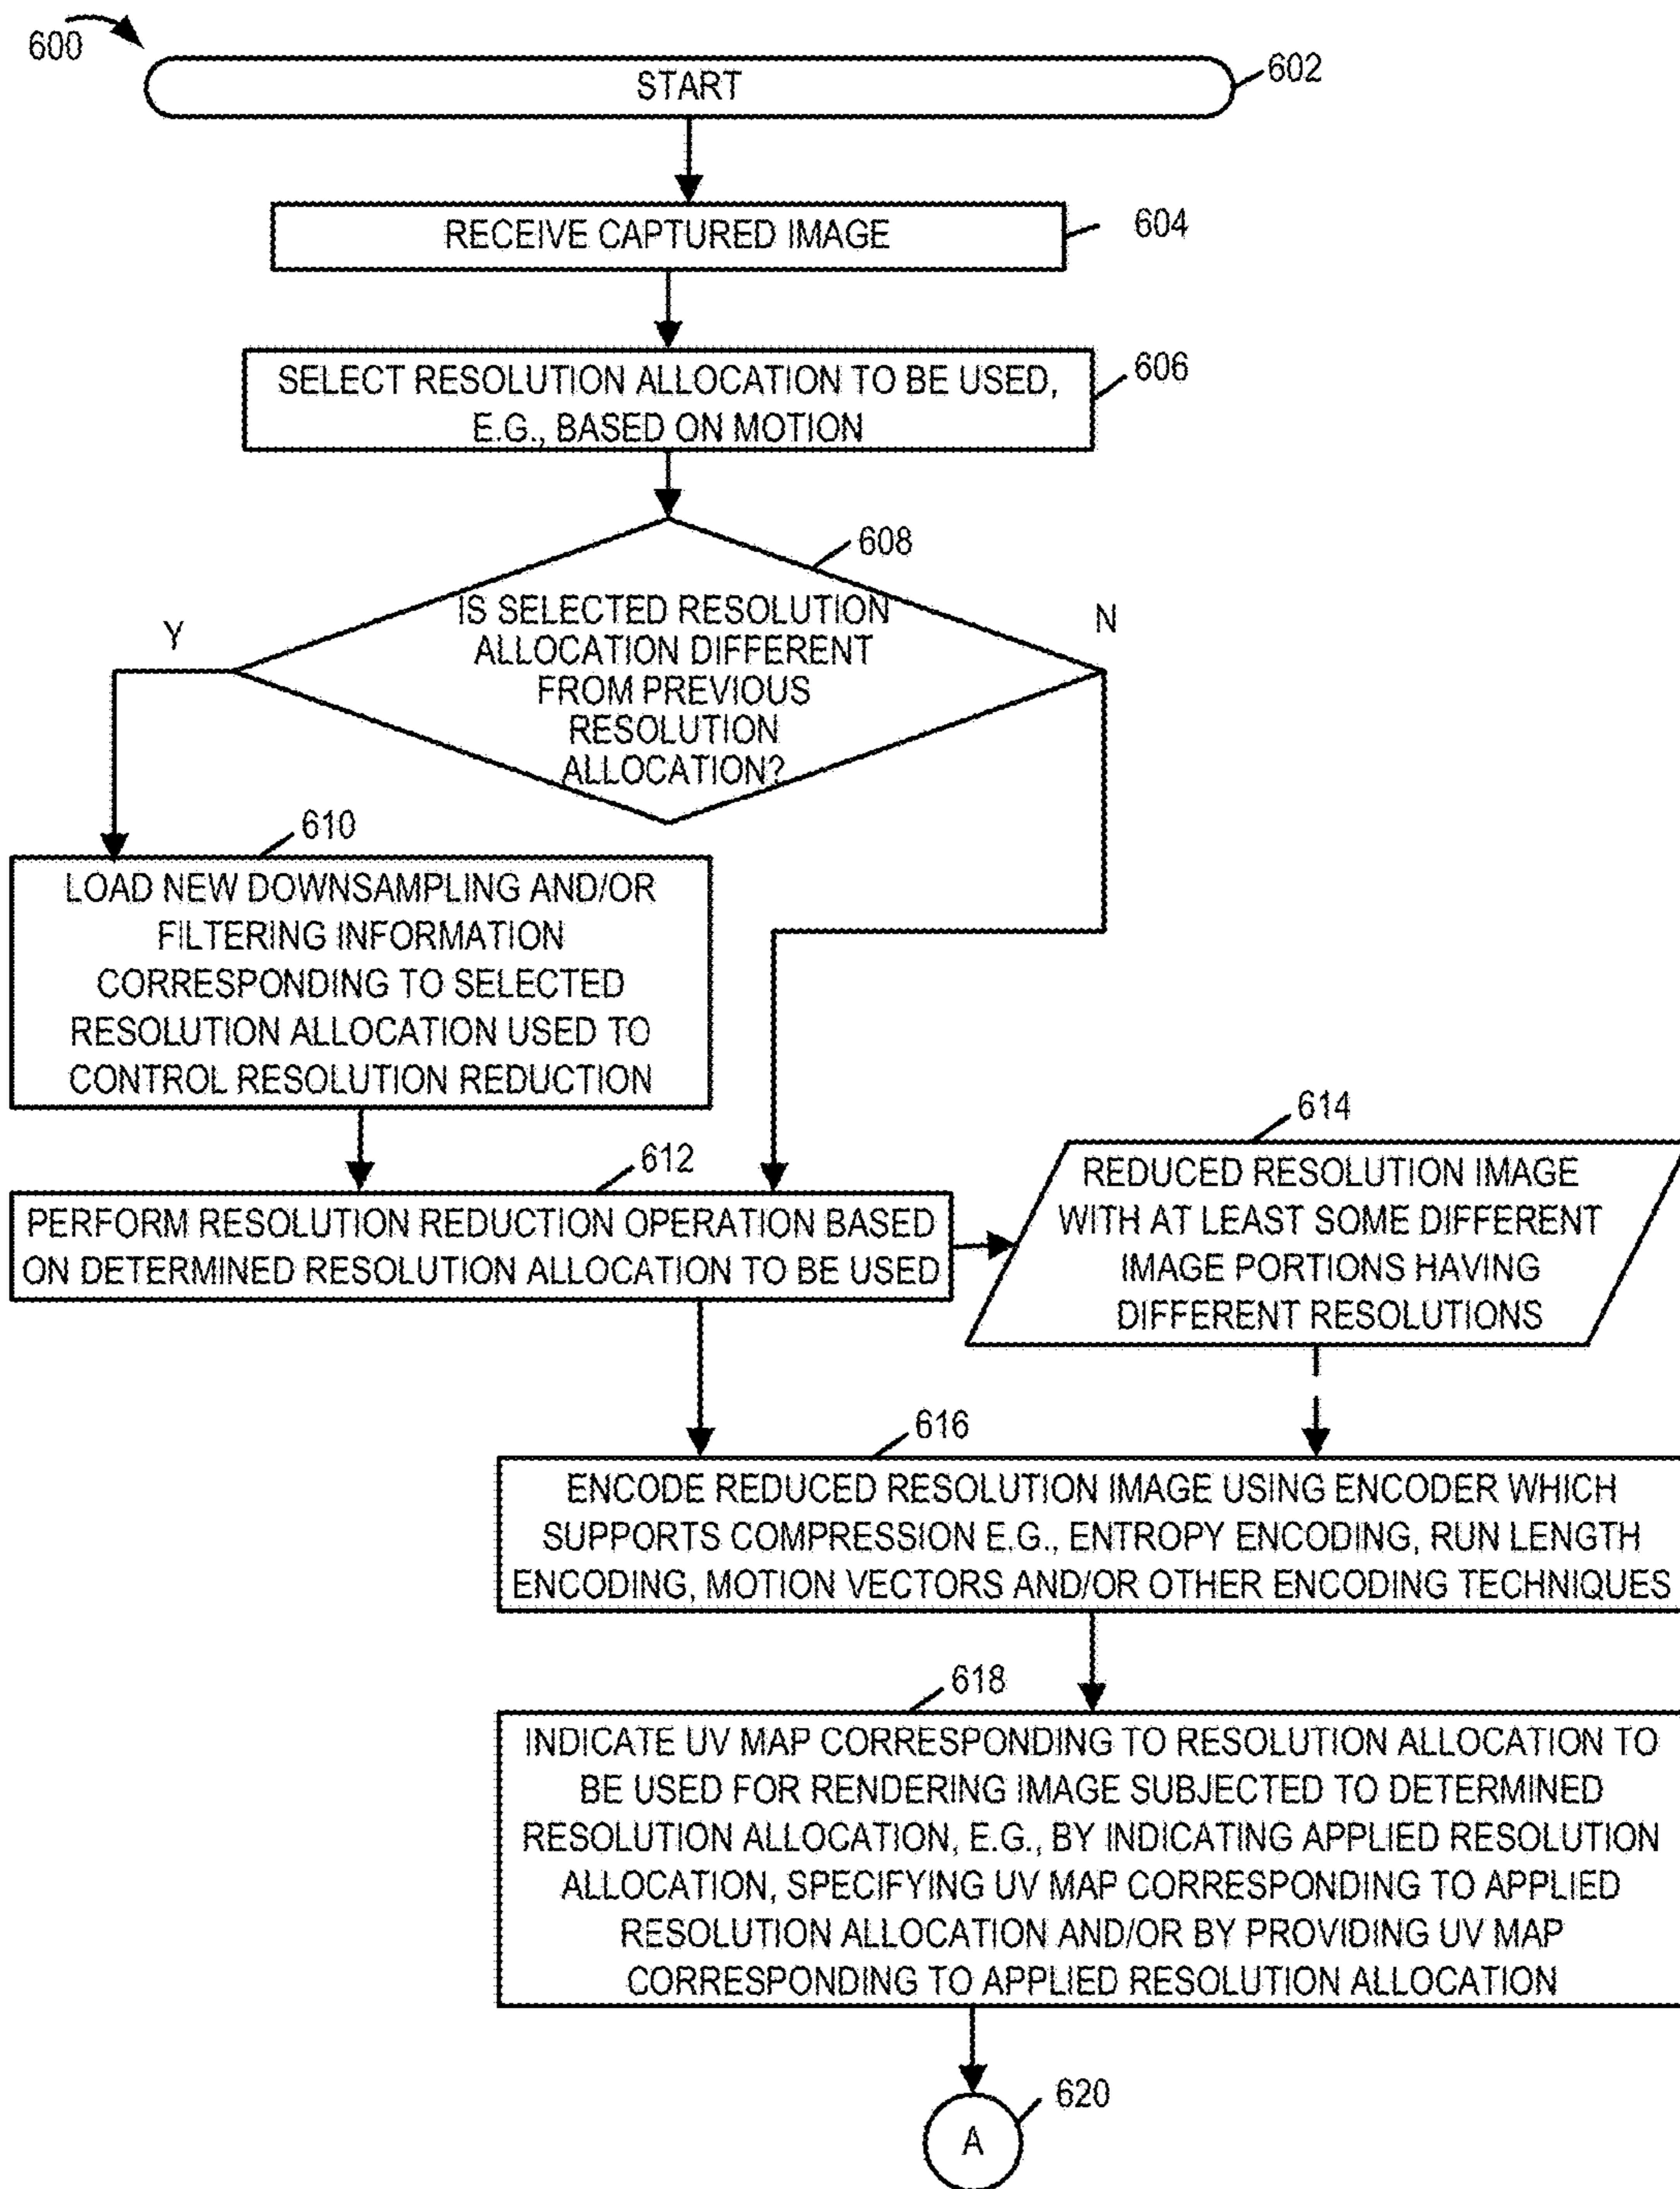 600
START
602
RECEIVE CAPTURED IMAGE
604
SELECT RESOLUTION ALLOCATION TO BE USED,
E.G., BASED ON MOTION
606
608
IS SELECTED RESOLUTION
ALLOCATION DIFFERENT
FROM PREVIOUS
RESOLUTION
ALLOCATION?
Y
N
610
LOAD NEW DOWNSAMPLING AND/OR
FILTERING INFORMATION
CORRESPONDING TO SELECTED
RESOLUTION ALLOCATION USED TO
CONTROL RESOLUTION REDUCTION
612
PERFORM RESOLUTION REDUCTION OPERATION BASED
ON DETERMINED RESOLUTION ALLOCATION TO BE USED
614
REDUCED RESOLUTION IMAGE
WITH AT LEAST SOME DIFFERENT
IMAGE PORTIONS HAVING
DIFFERENT RESOLUTIONS
616
ENCODE REDUCED RESOLUTION IMAGE USING ENCODER WHICH
SUPPORTS COMPRESSION E.G., ENTROPY ENCODING, RUN LENGTH
ENCODING, MOTION VECTORS AND/OR OTHER ENCODING TECHNIQUES
618
INDICATE UV MAP CORRESPONDING TO RESOLUTION ALLOCATION TO
BE USED FOR RENDERING IMAGE SUBJECTED TO DETERMINED
RESOLUTION ALLOCATION, E.G., BY INDICATING APPLIED RESOLUTION
ALLOCATION, SPECIFYING UV MAP CORRESPONDING TO APPLIED
RESOLUTION ALLOCATION AND/OR BY PROVIDING UV MAP
CORRESPONDING TO APPLIED RESOLUTION ALLOCATION
620
A